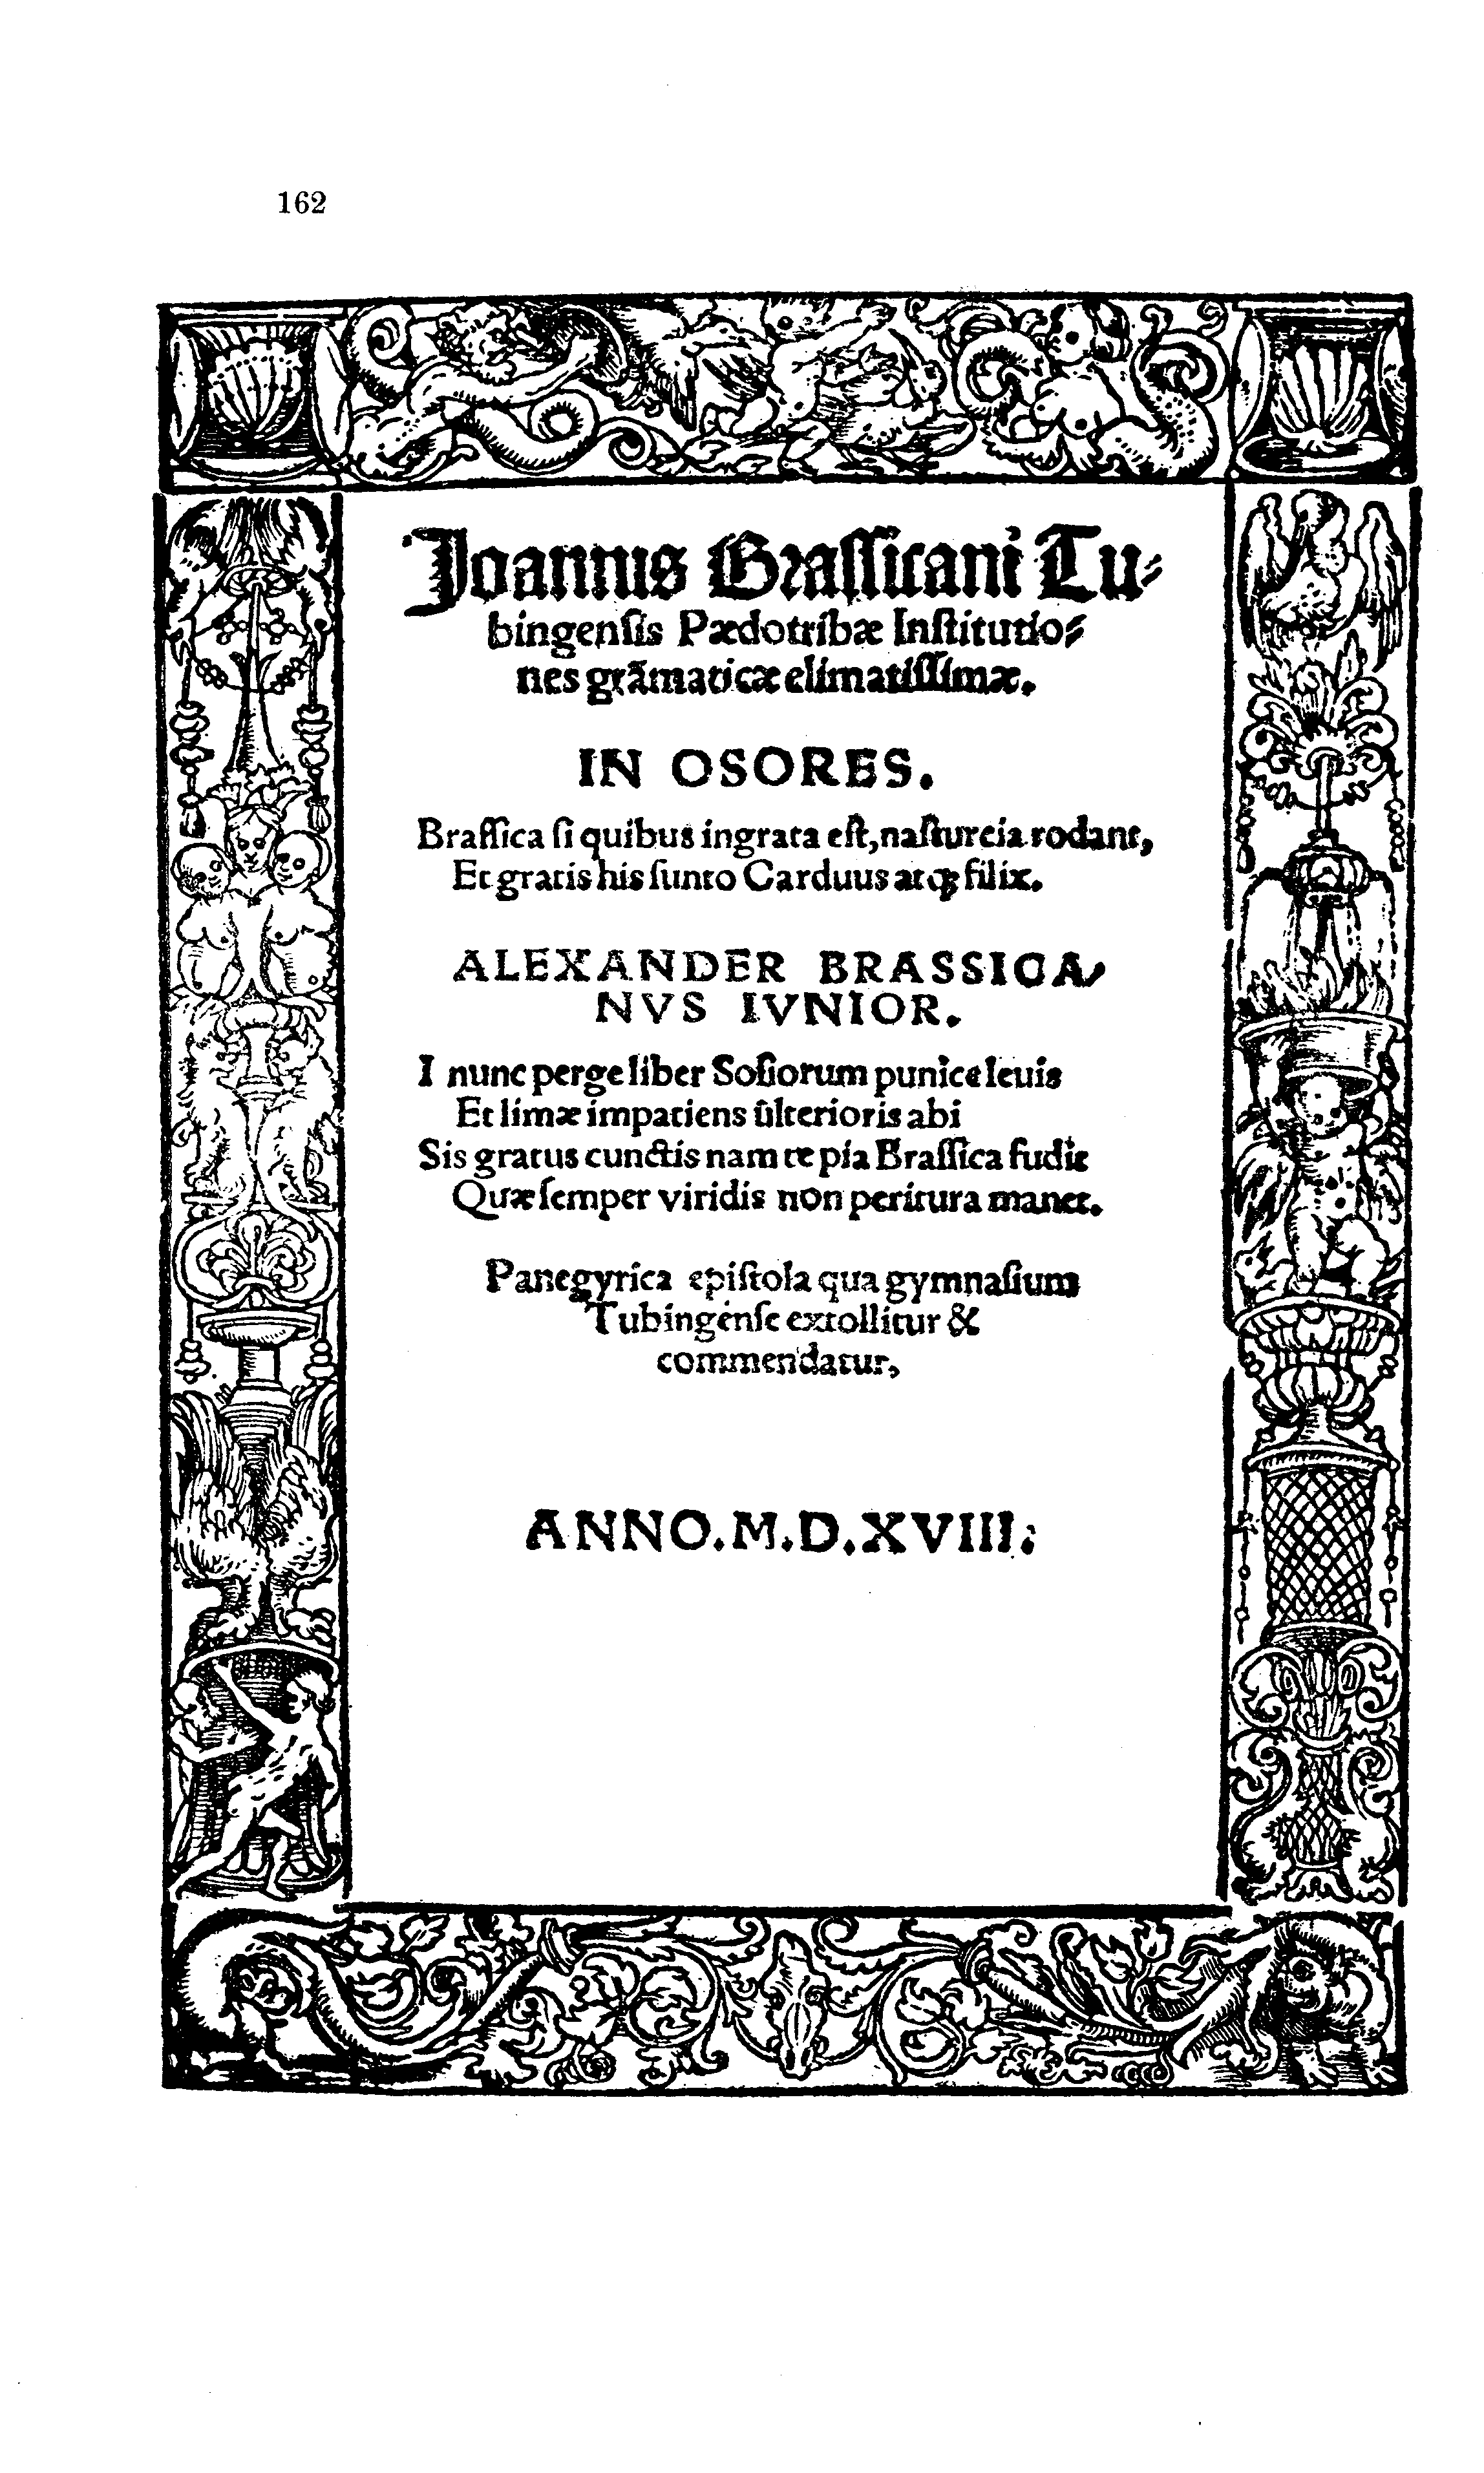 162
Joannis Brassicani Tu⸗
bingenſis Pædotribæ Inſtitutio⸗
nes grāmaticæ elimatiſſimæ.
IN OSORES.
Braſſica ſi quibus ingrata eſt, naſturcia rodant,
Et gratis his ſunto Carduus atqꝫ filix.
ALEXANDER BRASSICA/
NVS IVNIOR.
I nunc perge liber Soſiorum punice leuis
Et limæ impatiens ûlterioris abi
Sis gratus cunctis nam te pia Braſſica fudit
Quæ ſemper viridis non peritura manet.
Panegyrica epiſtola qua gymnaſium
Tubingenſe extollitur &
commendatur,
ANNO.M.D.XVIII.